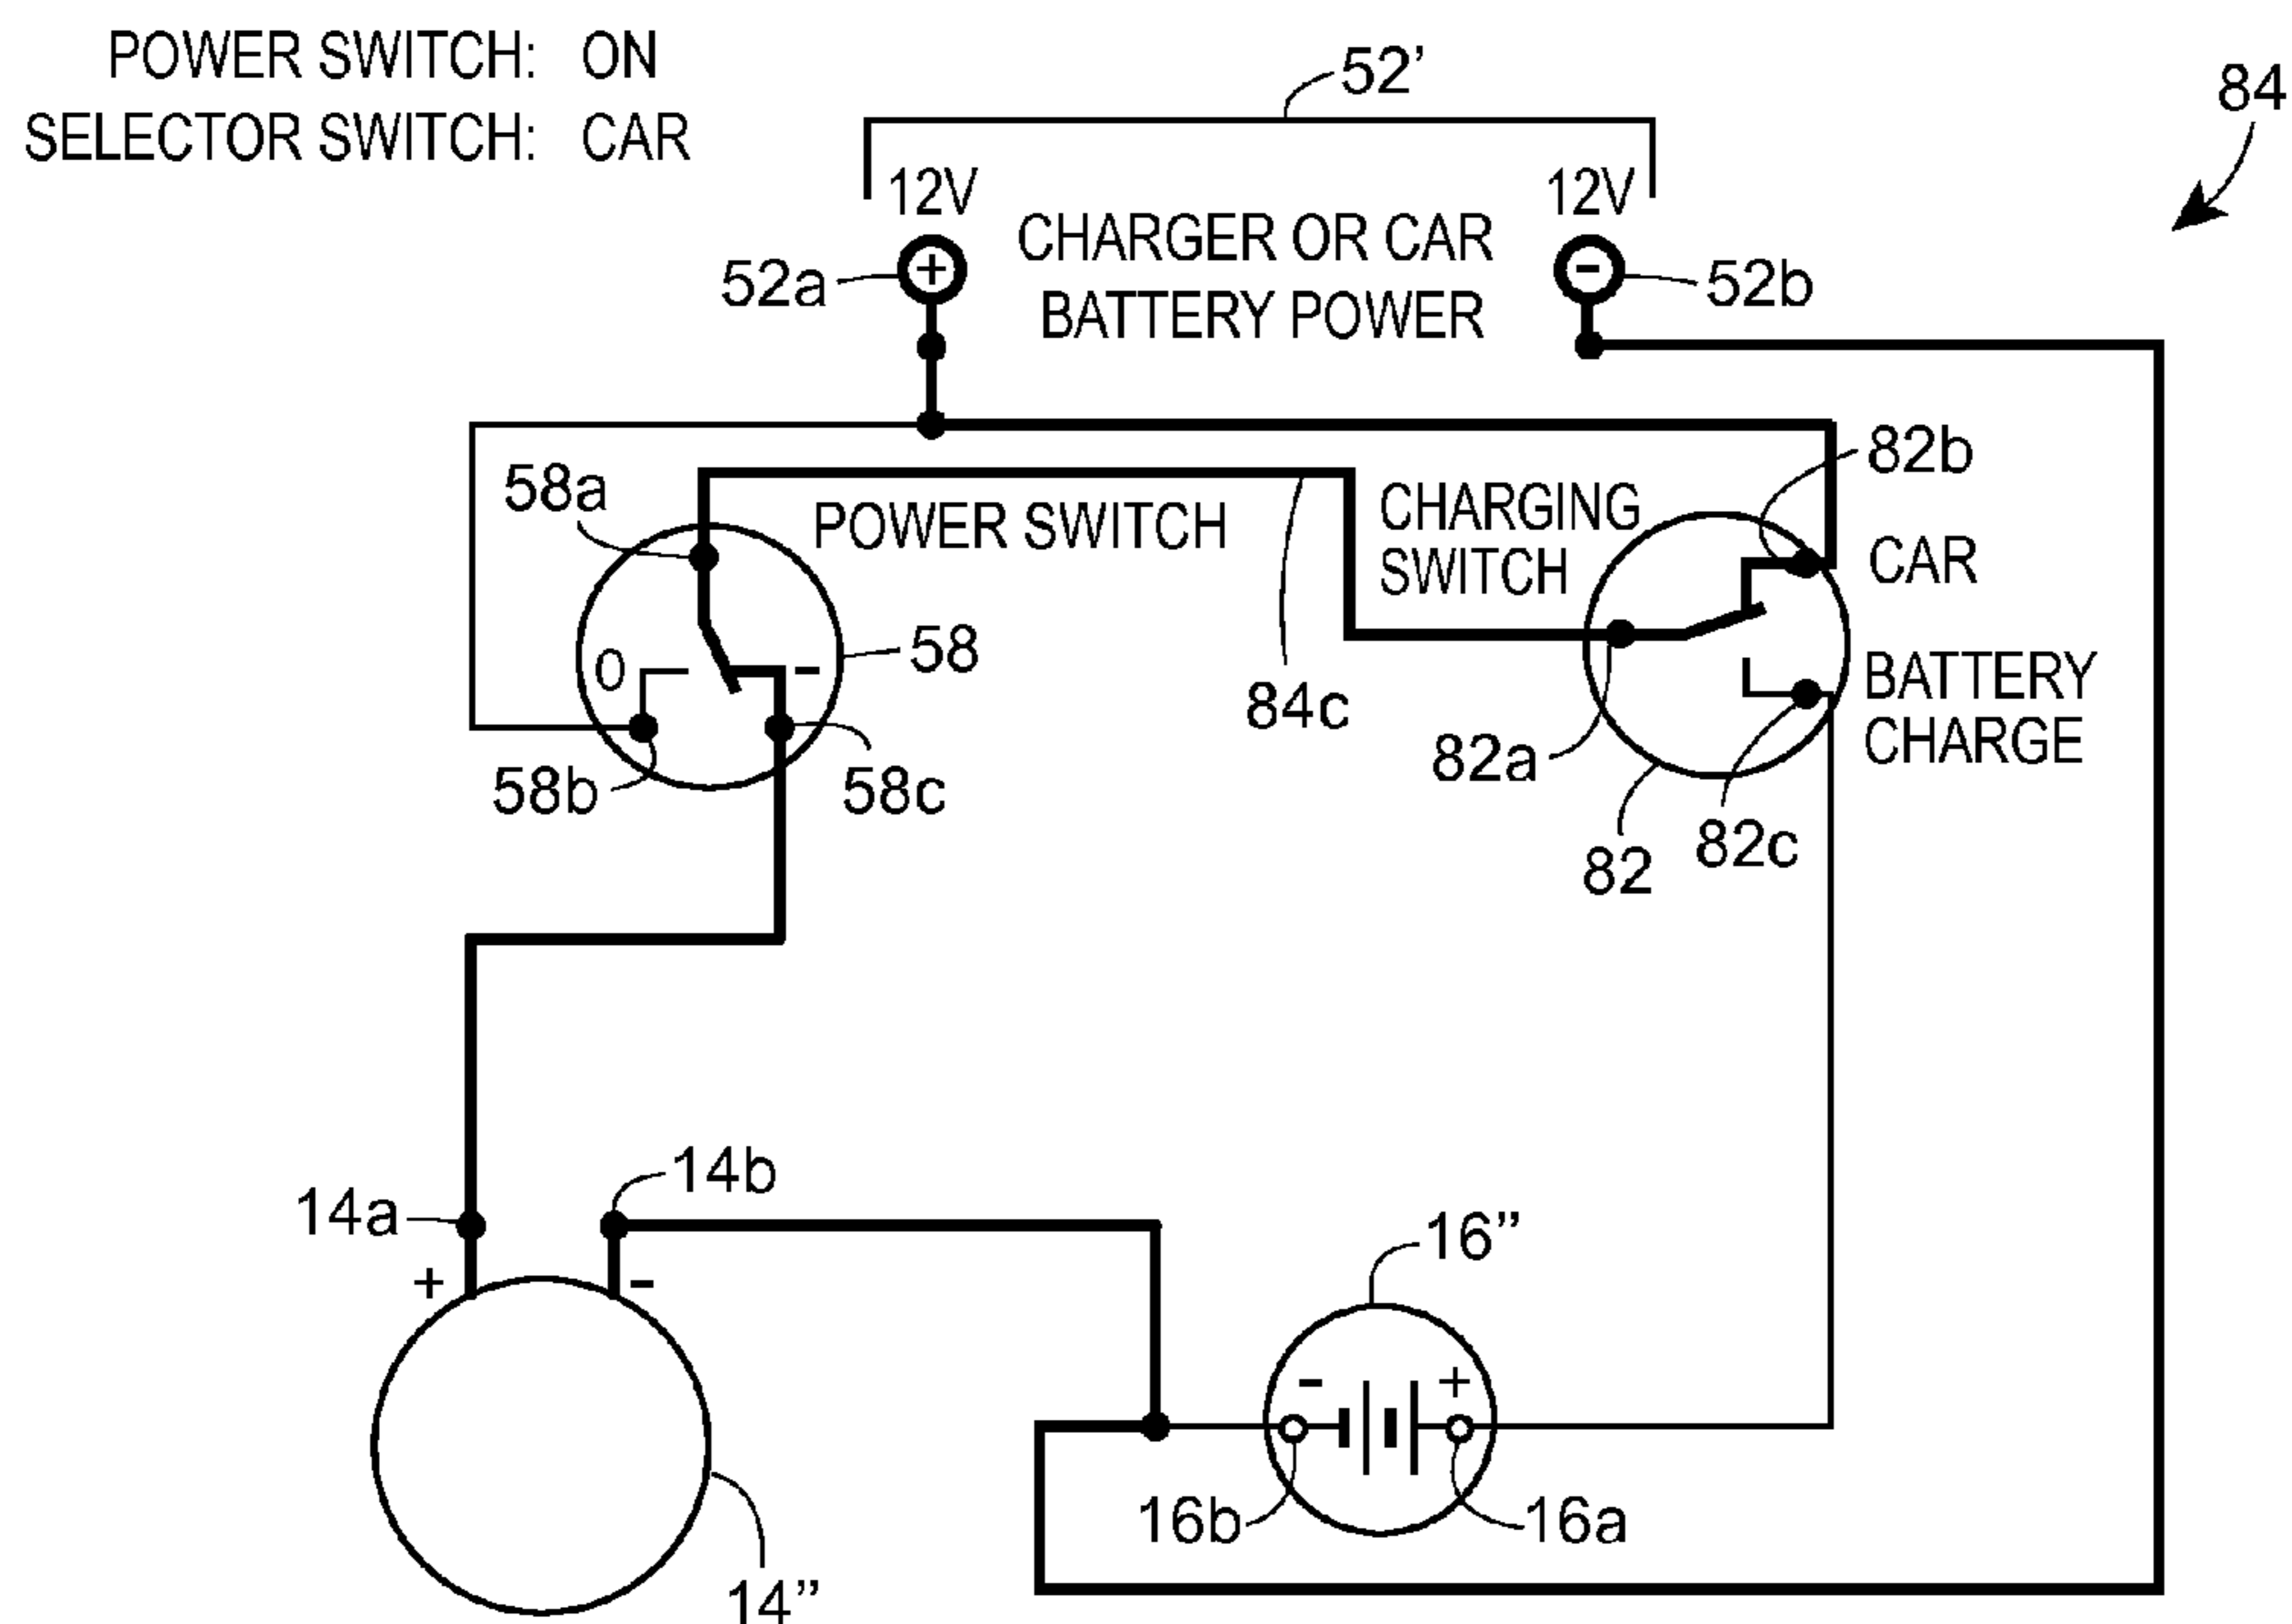 POWER SWITCH: ON
SELECTOR SWITCH: CAR
52’
84
12V
12V
CHARGER OR CAR
BATTERY POWER
52a
+
-
52b
58a
POWER SWITCH
CHARGING
SWITCH
82b
CAR
0
-
58
84c
82a
BATTERY
CHARGE
58b
58c
82
82c
14a
14b
+
-
16”
-
+
16b
16a
14”